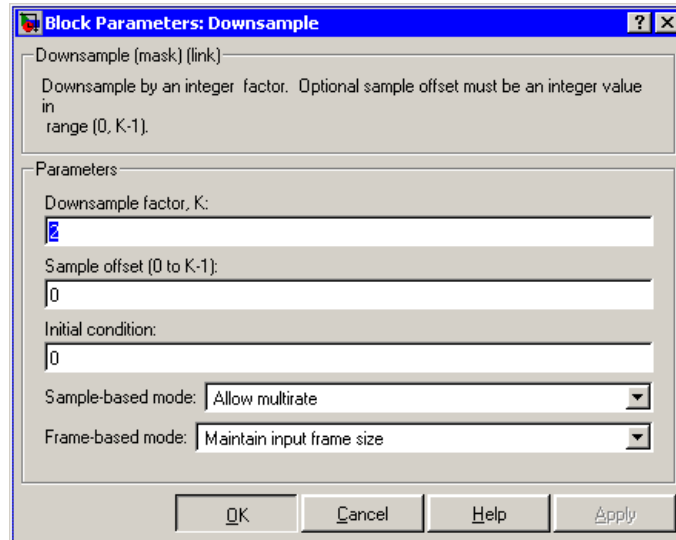 Block Parameters: Downsample
Downsample (mask) (link)
Downsample by an integer factor. Optional sample offset must be an integer value
in
range (0, K-1).
Parameters
Downsample factor, K:
2
Sample offset (0 to K-1):
0
Initial condition:
0
Sample-based mode: Allow multirate
Frame-based mode: Maintain input frame size
OK Cancel Help Apply